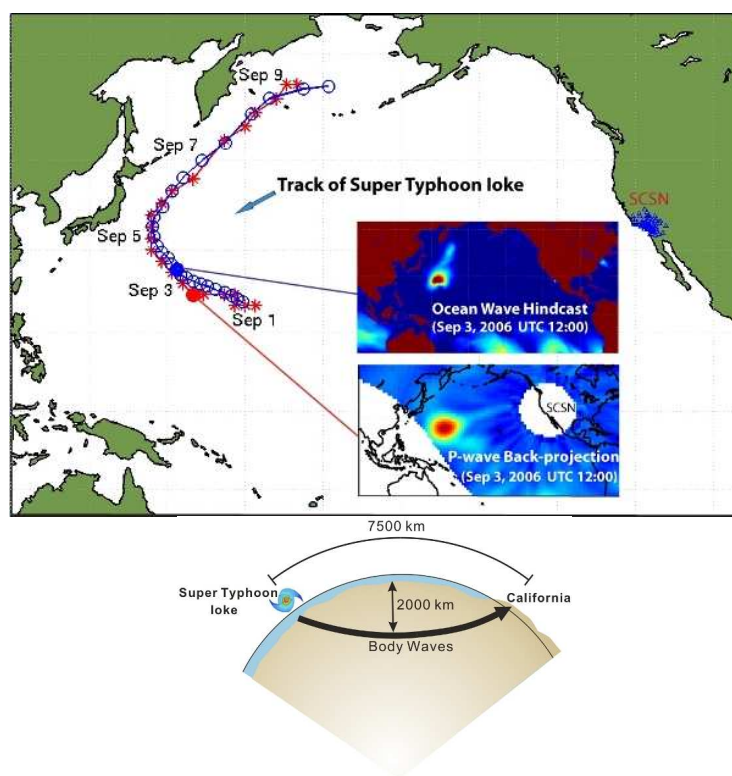 Sep 9
Sep 7
Track of Super Typhoon Ioke
SCSN
Sep 5
Sep 3
Sep 1
Ocean Wave Hindcast
(Sep 3, 2006 UTC 12:00)
SCSN
P-wave Back-projection
(Sep 3, 2006 UTC 12:00)
7500 km
Super Typhoon
Ioke
2000 km
California
Body Waves